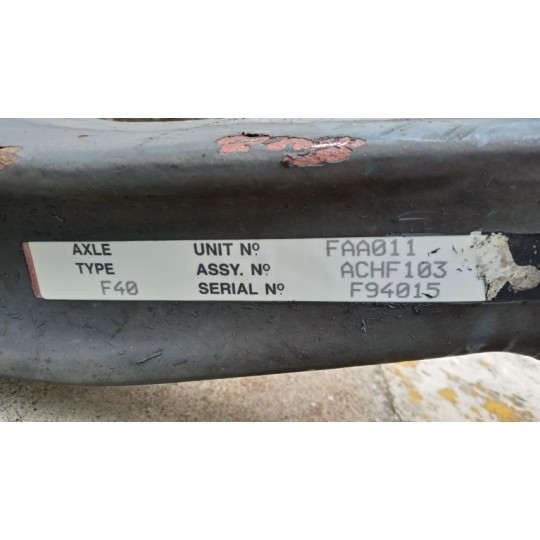 AXLE UNIT Nº FAA011
TYPE ASSY. Nº ACHF103
F40 SERIAL Nº F94015